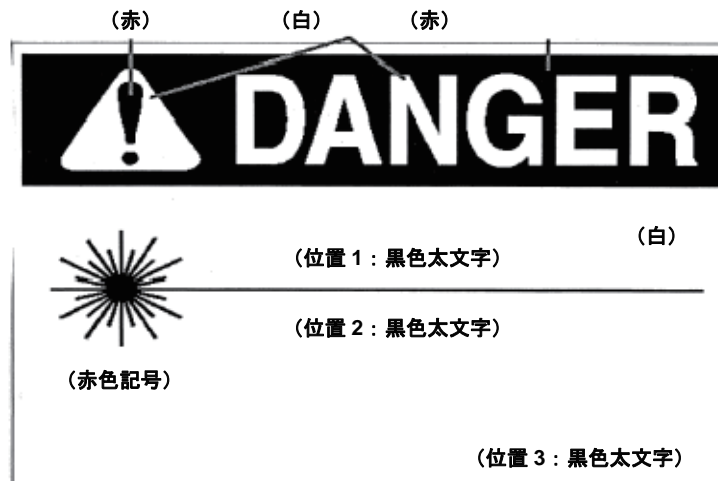 （赤） （白） （赤）
DANGER
（白）
（位置 1：黒色太文字）
（位置 2：黒色太文字）
（赤色記号）
（位置 3：黒色太文字）